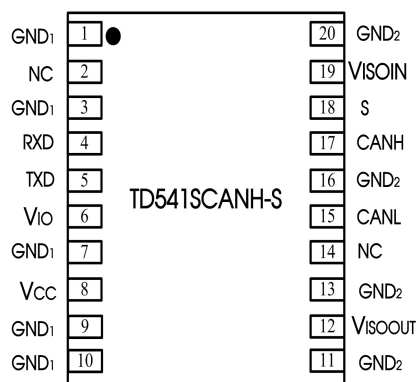 GND1 1 20 GND2
NC 2 19 VISOIN
GND1 3 18 S
RXD 4 17 CANH
TXD 5 16 GND2
TD541SCANH-S
VIO 6 15 CANL
GND1 7 14 NC
VCC 8 13 GND2
GND1 9 12 VISOOUT
GND1 10 11 GND2